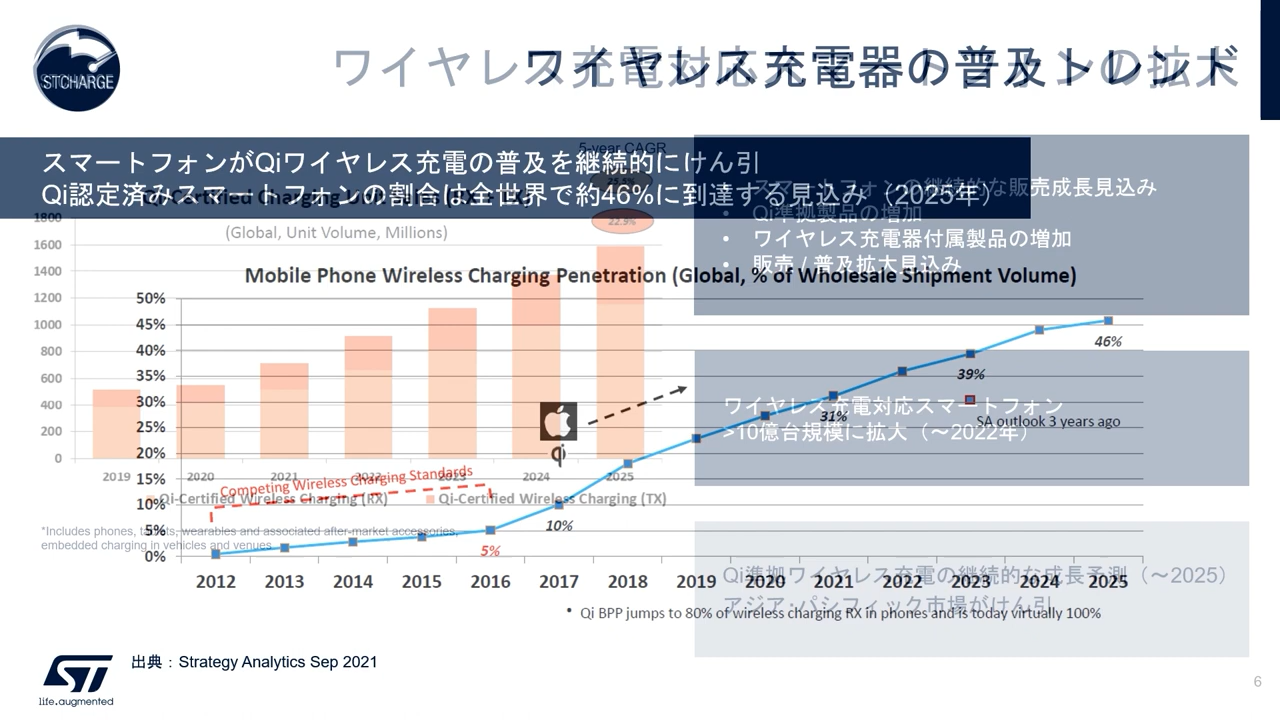 STCHARGE
ワイヤレス充電器の普及トレンド
ワイヤレス充電対応スマートフォンの拡大
スマートフォンがQiワイヤレス充電の普及を継続的にけん引
Qi認定済みスマートフォンの割合は全世界で約46%に到達する見込み（2025年）
5-year CAGR
22.9%
(Global, Unit Volume, Millions)
• スマートフォンの継続的な販売成長見込み
• Qi準拠製品の増加
• ワイヤレス充電器付属製品の増加
• 販売 / 普及拡大見込み
Mobile Phone Wireless Charging Penetration (Global, % of Wholesale Shipment Volume)
1800
1600
1400
1200
1000
800
600
400
200
0
2019 2020 2021 2022 2023 2024 2025
Qi-Certified Wireless Charging (RX) Qi-Certified Wireless Charging (TX)
50%
45%
40%
35%
30%
25%
20%
15%
10%
5%
0%
46%
39%
31%
10%
5%
SA outlook 3 years ago
Competing Wireless Charging Standards
qi
ワイヤレス充電対応スマートフォン
>10億台規模に拡大（～2022年）
*Includes phones, tablets, wearables and associated after-market accessories,
embedded charging in vehicles and venues
2012 2013 2014 2015 2016 2017 2018 2019 2020 2021 2022 2023 2024 2025
Qi準拠ワイヤレス充電の継続的な成長予測（～2025）
アジア･パシフィック市場がけん引
• Qi BPP jumps to 80% of wireless charging RX in phones and is today virtually 100%
出典：Strategy Analytics Sep 2021
ST
life.augmented
6